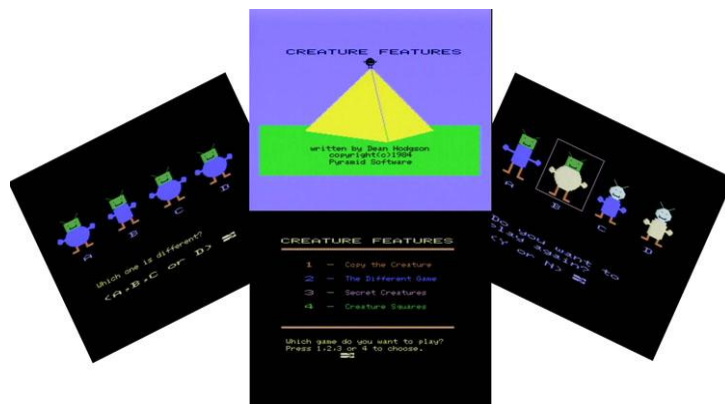 CREATURE FEATURES
written by Dean Hodgson
copyright(c)1984
Pyramid Software
A
B
C
D
Which one is different?
<A,B,C or D>
CREATURE FEATURES
1 - Copy the Creature
2 - The Different Game
3 - Secret Creatures
4 - Creature Squares
Which game do you want to play?
Press 1,2,3 or 4 to choose.
A
B
C
D
Do you want to
play again?
<Y or N>